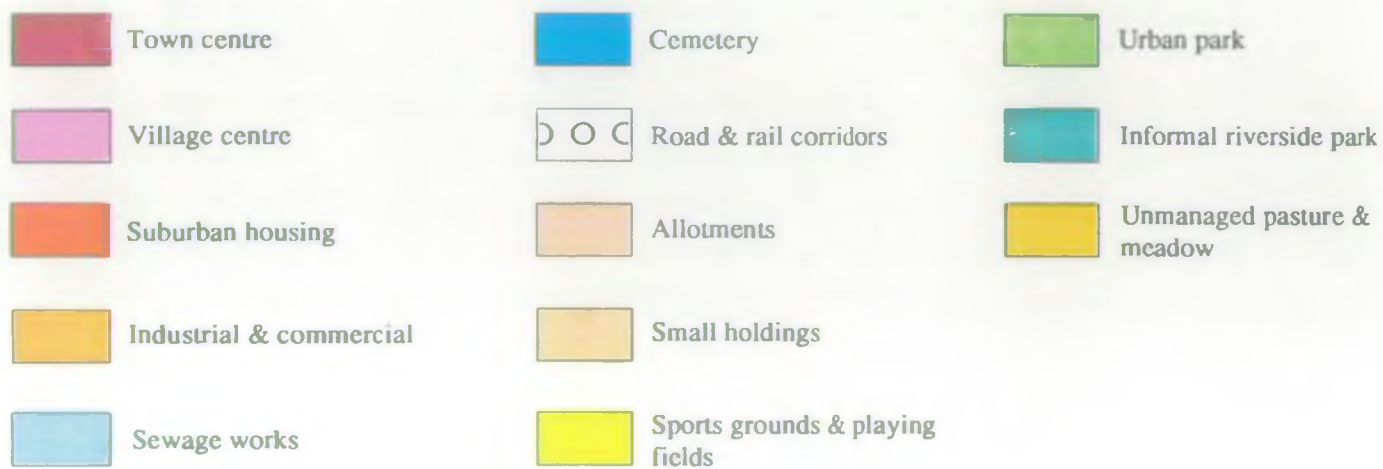 Town centre
Village centre
Suburban housing
Industrial & commercial
Sewage works
Cemetery
Road & rail corridors
Allotments
Small holdings
Sports grounds & playing
fields
Urban park
Informal riverside park
Unmanaged pasture &
meadow